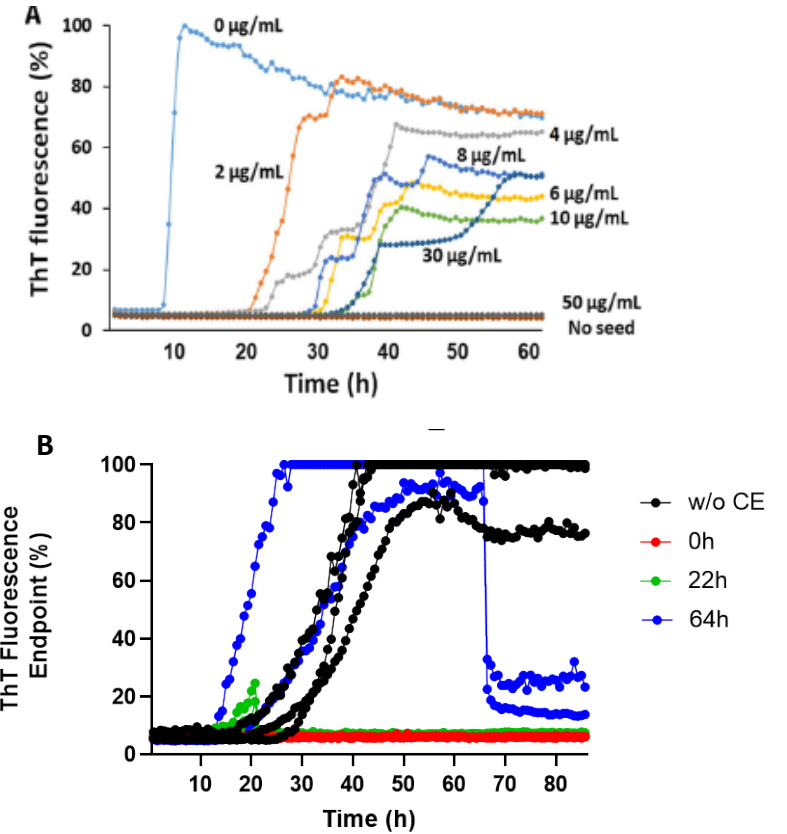 A
ThT fluorescence (%)
100
80
60
40
20
0
0 µg/mL
2 µg/mL
4 µg/mL
8 µg/mL
6 µg/mL
10 µg/mL
30 µg/mL
50 µg/mL
No seed
10 20 30 40 50 60
Time (h)
B
ThT Fluorescence
Endpoint (%)
100
80
60
40
20
0
10 20 30 40 50 60 70 80
Time (h)
w/o CE
0h
22h
64h